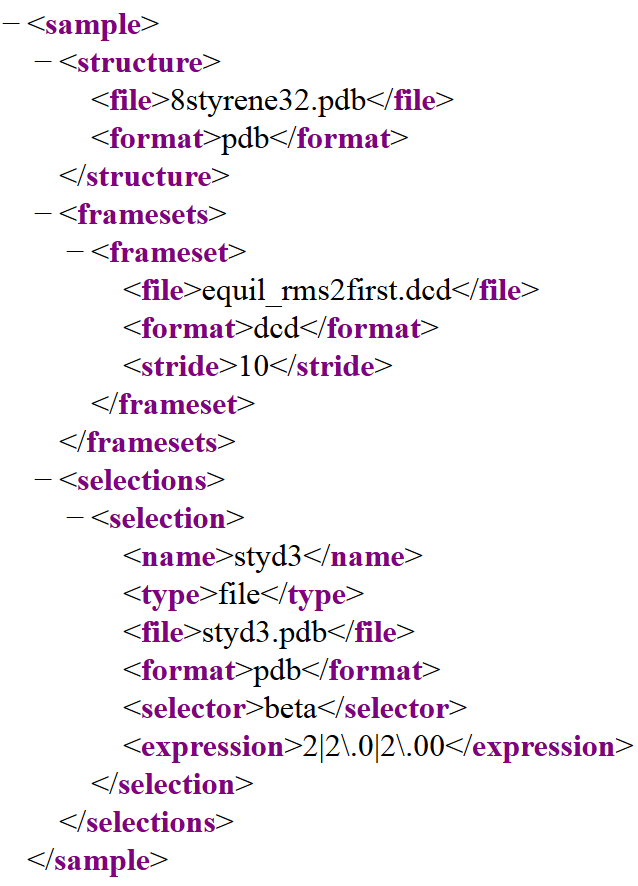 − <sample>
− <structure>
<file>8styrene32.pdb</file>
<format>pdb</format>
</structure>
− <framesets>
− <frameset>
<file>equil_rms2first.dcd</file>
<format>dcd</format>
<stride>10</stride>
</frameset>
</framesets>
− <selections>
− <selection>
<name>styd3</name>
<type>file</type>
<file>styd3.pdb</file>
<format>pdb</format>
<selector>beta</selector>
<expression>2|2\.0|2\.00</expression>
</selection>
</selections>
</sample>